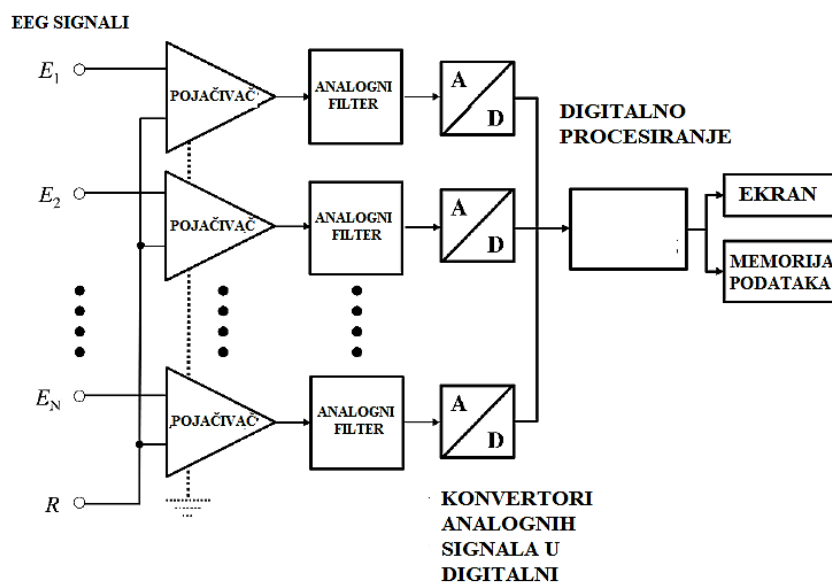 EEG SIGNALI
E1
POJAČIVAČ
ANALOGNI
FILTER
A
D
DIGITALNO
PROCESIRANJE
E2
POJAČIVAČ
ANALOGNI
FILTER
A
D
EKRAN
MEMORIJA
PODATAKA
EN
POJAČIVAČ
ANALOGNI
FILTER
A
D
R
KONVERTORI
ANALOGNIH
SIGNALA U
DIGITALNI